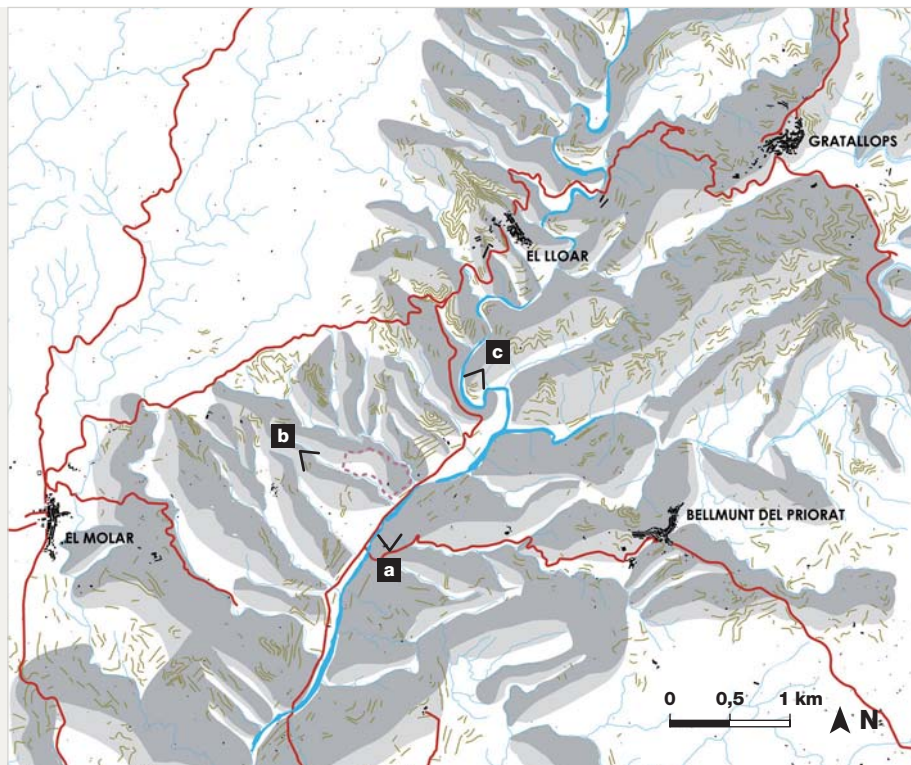 GRATALLOPS
EL LLOAR
c
b
BELLMUNT DEL PRIORAT
EL MOLAR
a
0 0,5 1 km
N